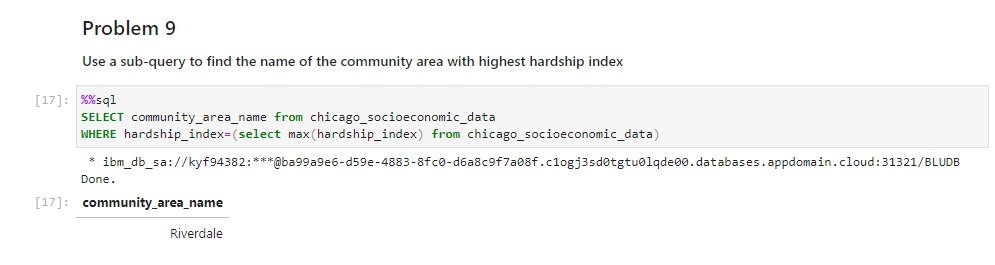 Problem 9
Use a sub-query to find the name of the community area with highest hardship index
[17]: %%sql
SELECT community_area_name from chicago_socioeconomic_data
WHERE hardship_index=(select max(hardship_index) from chicago_socioeconomic_data)
* ibm_db_sa://kyf94382:***@ba99a9e6-d59e-4883-8fc0-d6a8c9f7a08f.c1ogj3sd0tgtu0lqde00.databases.appdomain.cloud:31321/BLUDB
Done.
[17]: community_area_name
Riverdale